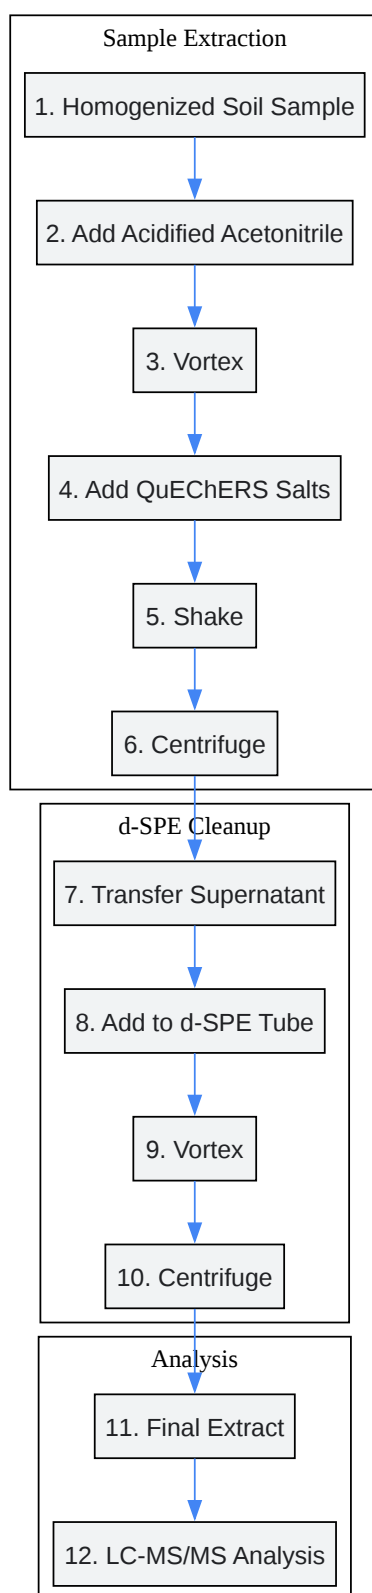 Sample Extraction
1. Homogenized Soil Sample
2. Add Acidified Acetonitrile
3. Vortex
4. Add QuEChERS Salts
5. Shake
6. Centrifuge
d-SPE Cleanup
7. Transfer Supernatant
8. Add to d-SPE Tube
9. Vortex
10. Centrifuge
Analysis
11. Final Extract
12. LC-MS/MS Analysis